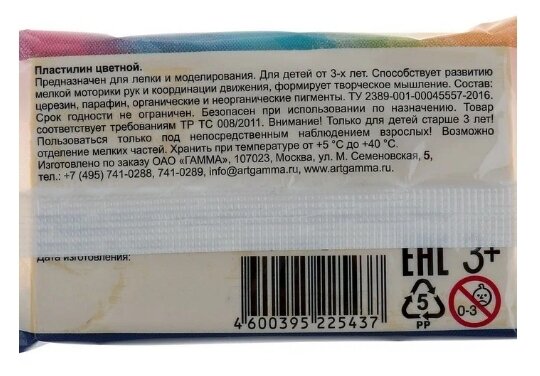 Пластилин цветной.
Предназначен для лепки и моделирования. Для детей от 3-х лет. Способствует развитию
мелкой моторики рук и координации движения, формирует творческое мышление. Состав:
церезин, парафин, органические и неорганические пигменты. ТУ 2389-001-00045557-2016.
Срок годности не ограничен. Безопасен при использовании по назначению. Товар
соответствует требованиям ТР ТС 008/2011. Внимание! Только для детей старше 3 лет!
Пользоваться только под непосредственным наблюдением взрослых! Возможно
отделение мелких частей. Хранить при температуре от +5 °C до +40 °C.
Изготовлено по заказу ОАО «ГАММА», 107023, Москва, ул. М. Семеновская, 5,
тел.: +7 (495) 741-0288, 741-0289, info@artgamma.ru, www.artgamma.ru
Дата изготовления:
EAC 3+
5
PP
0-3
4 600395 225437